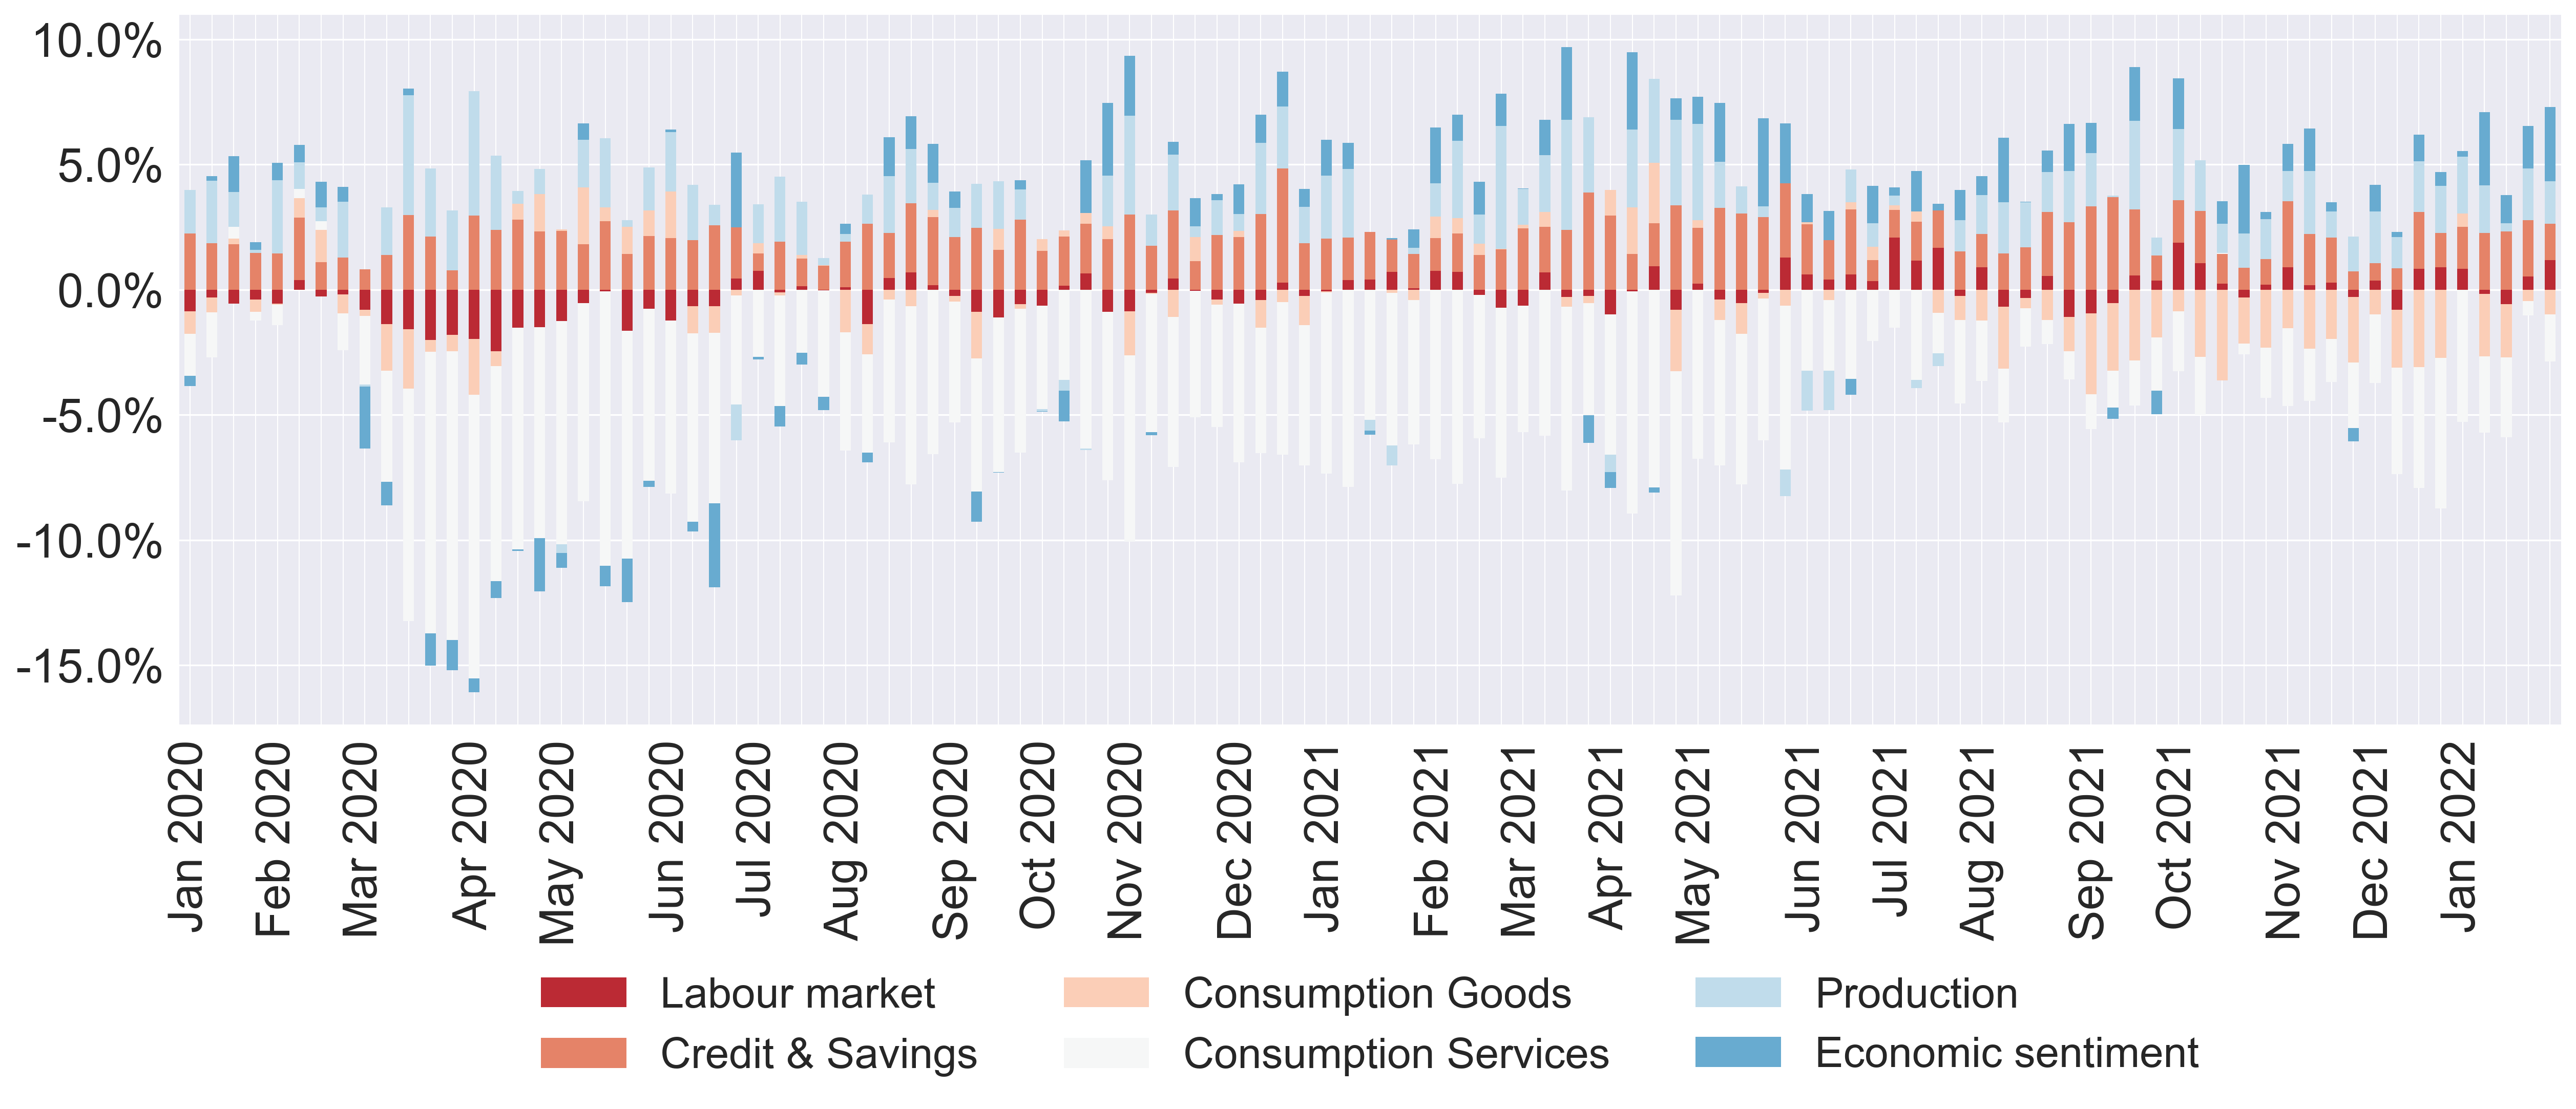 10.0%
5.0%
0.0%
-5.0%
-10.0%
-15.0%
Jan 2020
Feb 2020
Mar 2020
Apr 2020
May 2020
Jun 2020
Jul 2020
Aug 2020
Sep 2020
Oct 2020
Nov 2020
Dec 2020
Jan 2021
Feb 2021
Mar 2021
Apr 2021
May 2021
Jun 2021
Jul 2021
Aug 2021
Sep 2021
Oct 2021
Nov 2021
Dec 2021
Jan 2022
Labour market
Consumption Goods
Production
Credit & Savings
Consumption Services
Economic sentiment